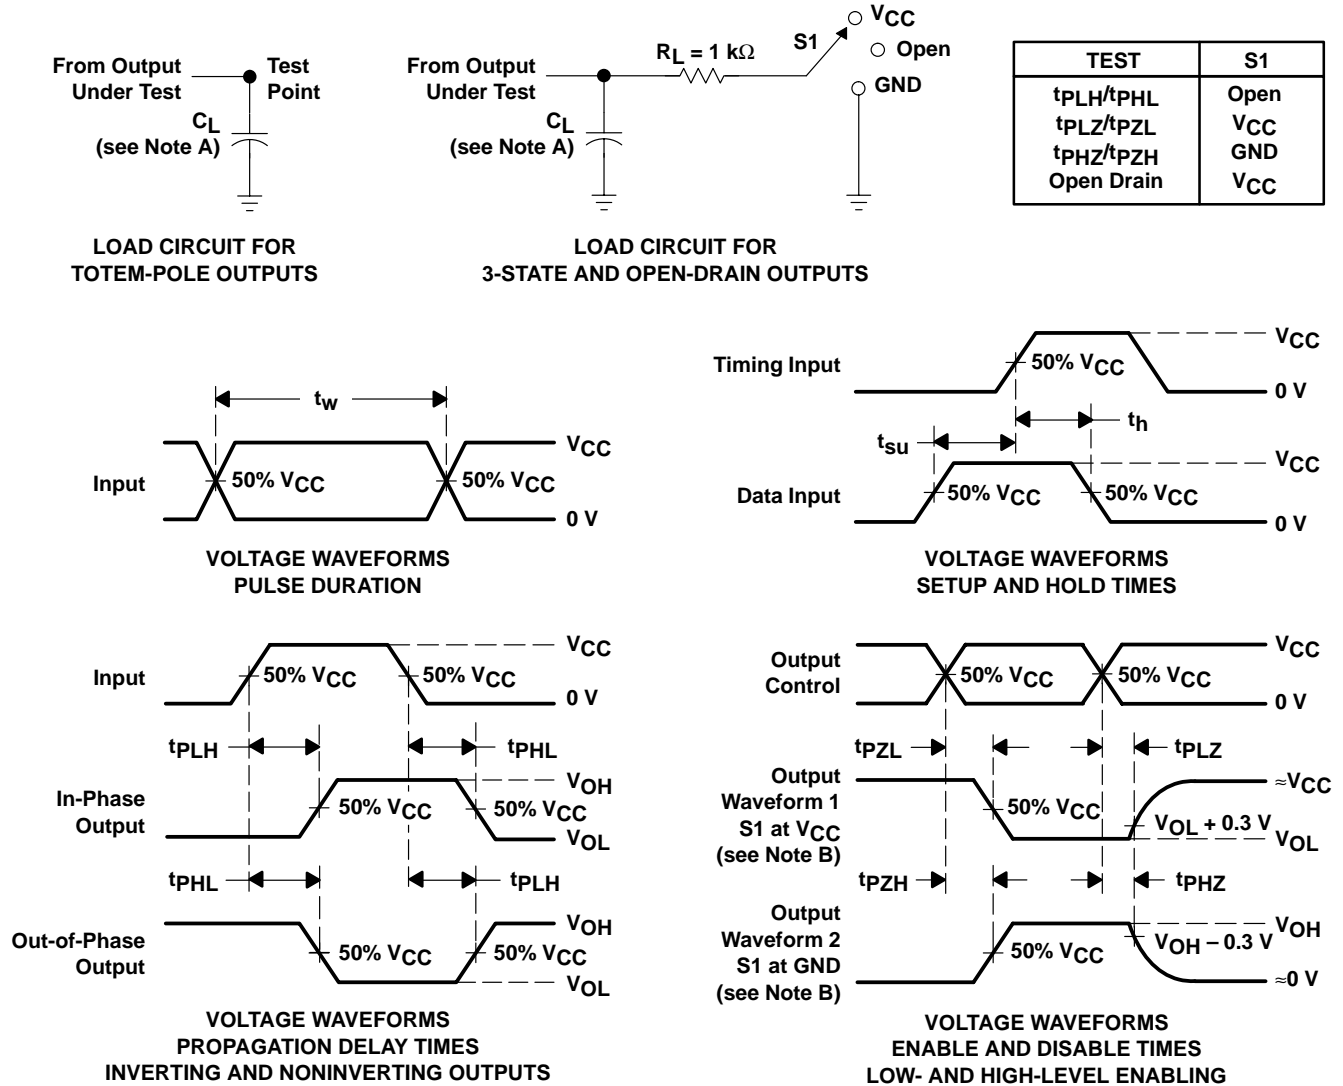 From Output
Under Test
Test
Point
CL
(see Note A)
LOAD CIRCUIT FOR
TOTEM-POLE OUTPUTS
From Output
Under Test
CL
(see Note A)
RL = 1 kΩ
S1
VCC
Open
GND
LOAD CIRCUIT FOR
3-STATE AND OPEN-DRAIN OUTPUTS
TEST S1
tPLH/tPHL Open
tPLZ/tPZL VCC
tPHZ/tPZH GND
Open Drain VCC
tw
Input
50% VCC
50% VCC
VCC
0 V
VOLTAGE WAVEFORMS
PULSE DURATION
Timing Input
50% VCC
VCC
0 V
th
tsu
Data Input
50% VCC
50% VCC
VCC
0 V
VOLTAGE WAVEFORMS
SETUP AND HOLD TIMES
Input
50% VCC
50% VCC
VCC
0 V
tPLH
tPHL
In-Phase
Output
50% VCC
50% VCC
VOH
VOL
tPHL
tPLH
Out-of-Phase
Output
50% VCC
50% VCC
VOH
VOL
VOLTAGE WAVEFORMS
PROPAGATION DELAY TIMES
INVERTING AND NONINVERTING OUTPUTS
Output
Control
50% VCC
50% VCC
VCC
0 V
tPZL
tPLZ
Output
Waveform 1
S1 at VCC
(see Note B)
50% VCC
VOL + 0.3 V
≈VCC
VOL
tPZH
tPHZ
Output
Waveform 2
S1 at GND
(see Note B)
50% VCC
VOH – 0.3 V
VOH
≈0 V
VOLTAGE WAVEFORMS
ENABLE AND DISABLE TIMES
LOW- AND HIGH-LEVEL ENABLING